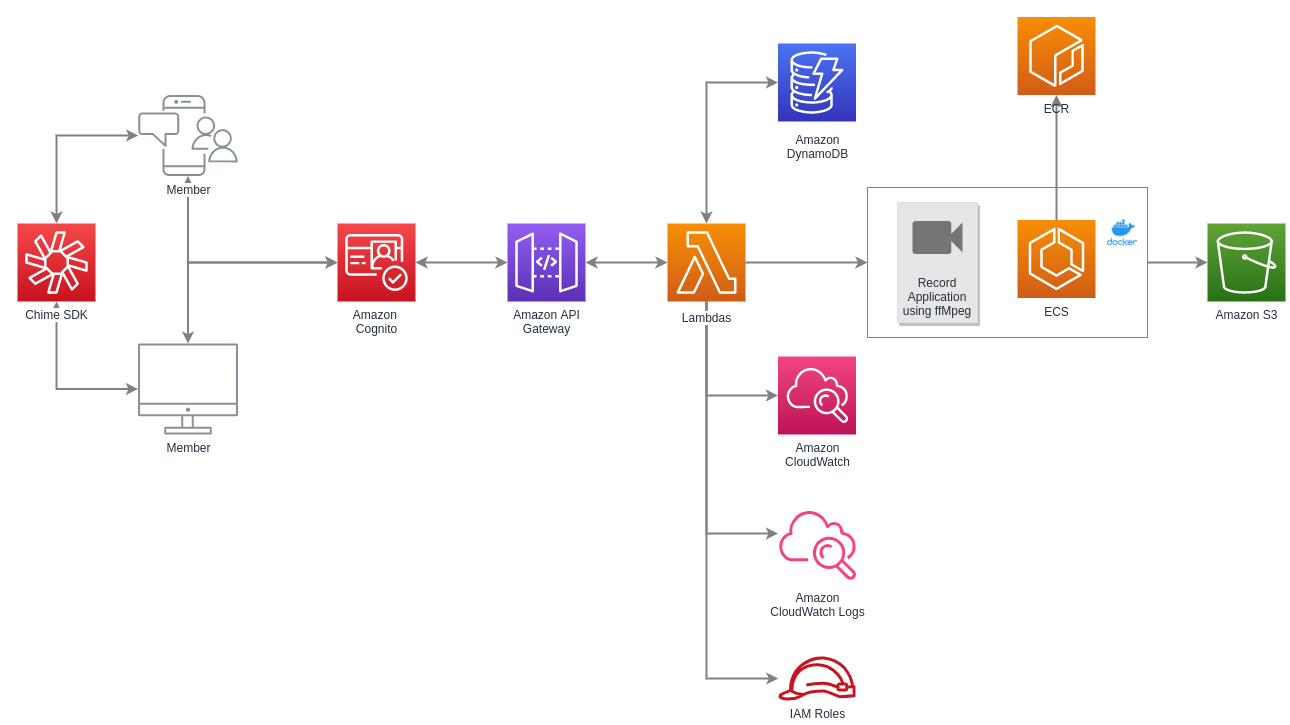 ECR
Amazon
DynamoDB
Member
docker
Record
Application
using ffMpeg
ECS
Chime SDK
Amazon
Cognito
Amazon API
Gateway
</>
Lambdas
Amazon S3
Member
Amazon
CloudWatch
Amazon
CloudWatch Logs
IAM Roles